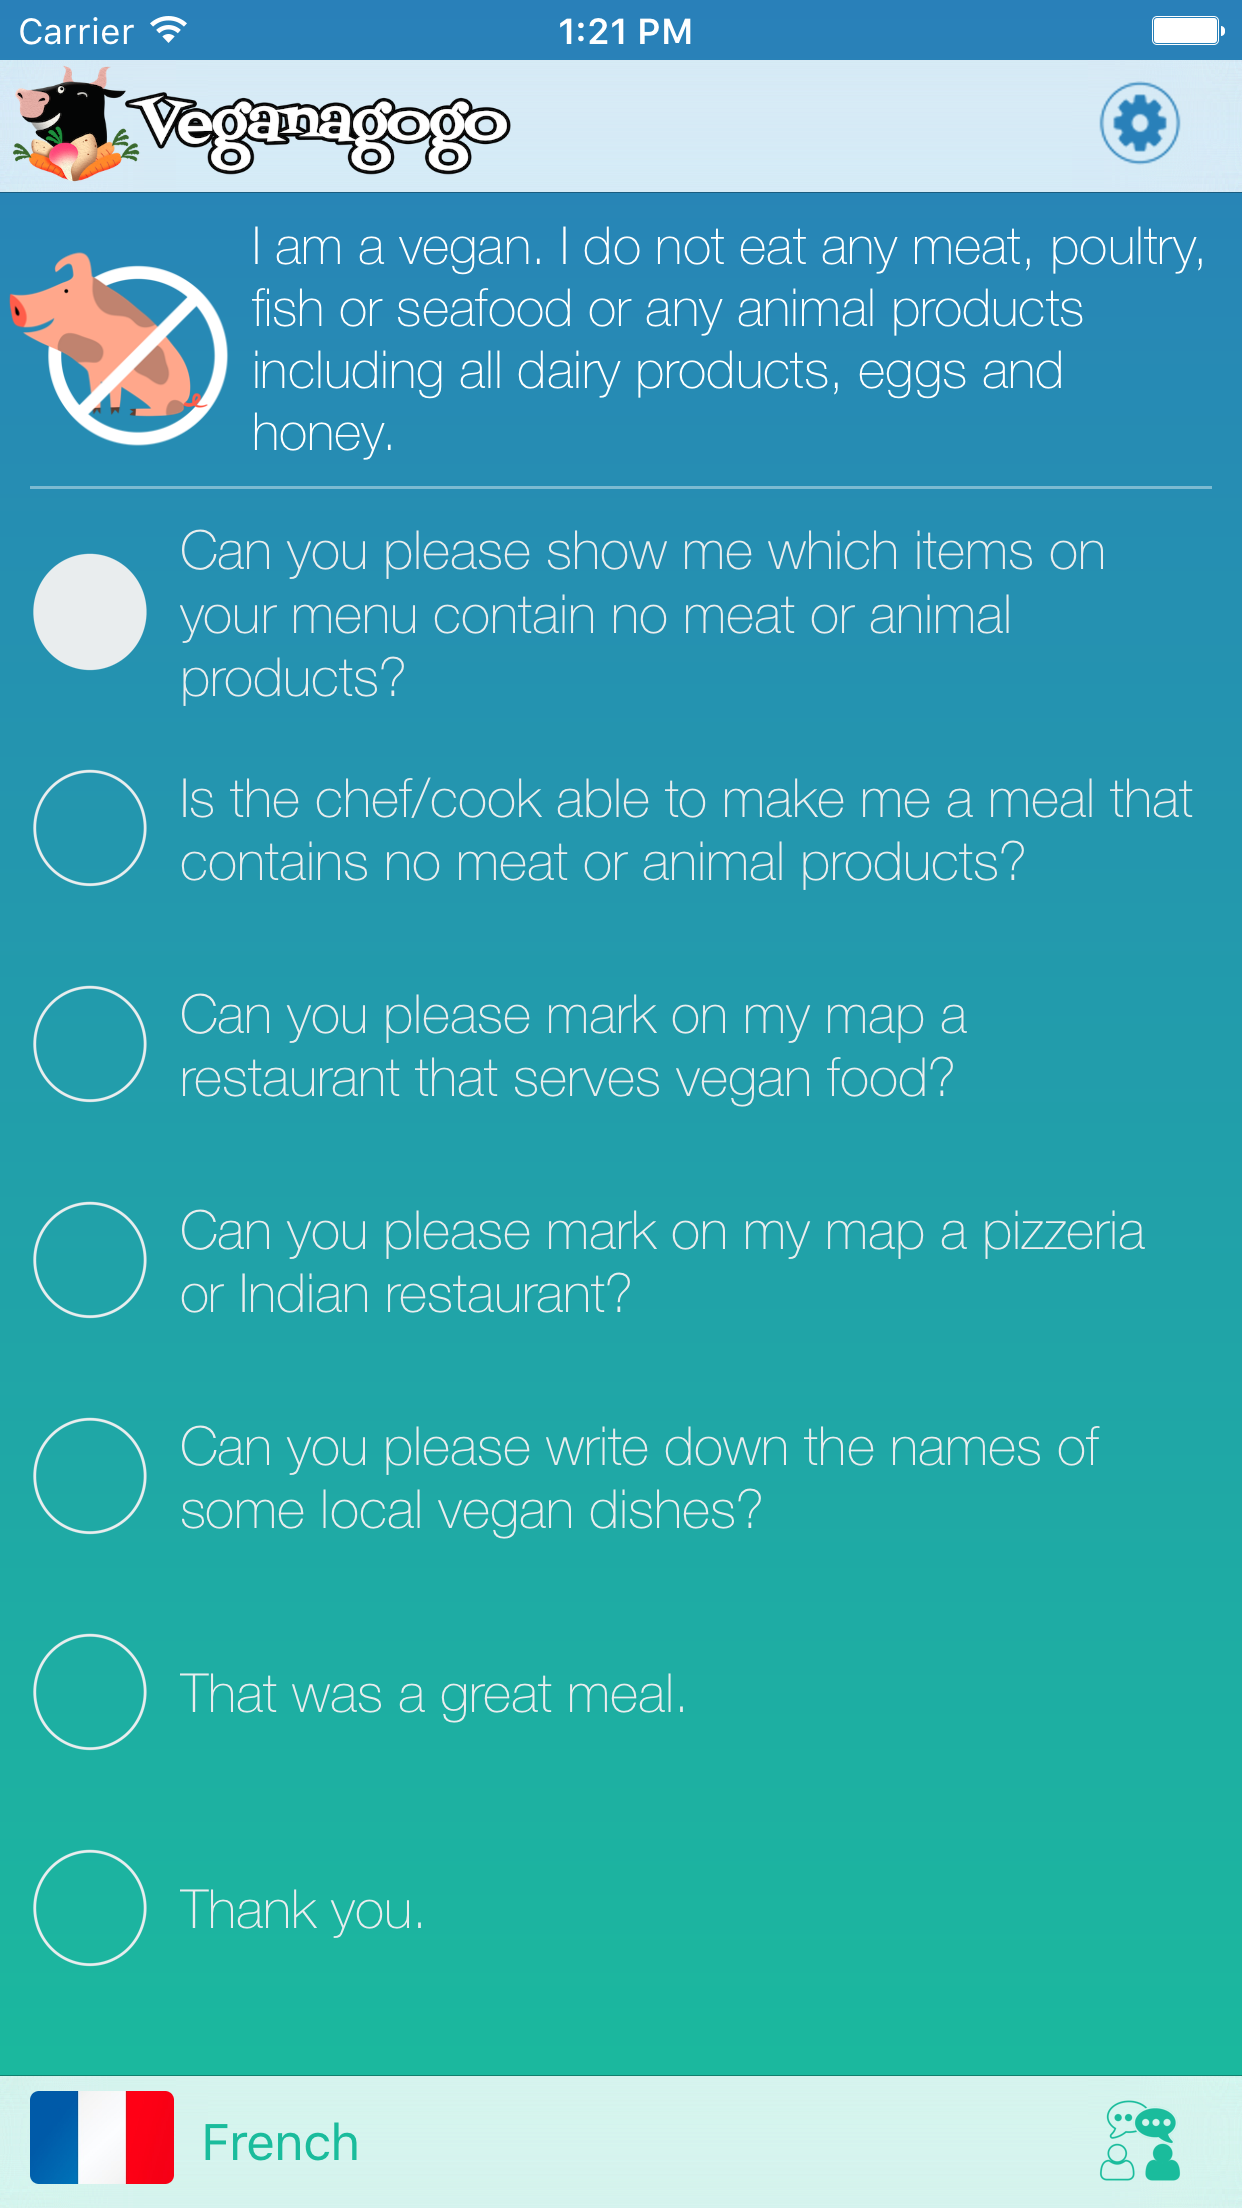 Carrier 1:21 PM
Veganagogo
I am a vegan. I do not eat any meat, poultry,
fish or seafood or any animal products
including all dairy products, eggs and
honey.
Can you please show me which items on
your menu contain no meat or animal
products?
Is the chef/cook able to make me a meal that
contains no meat or animal products?
Can you please mark on my map a
restaurant that serves vegan food?
Can you please mark on my map a pizzeria
or Indian restaurant?
Can you please write down the names of
some local vegan dishes?
That was a great meal.
Thank you.
French